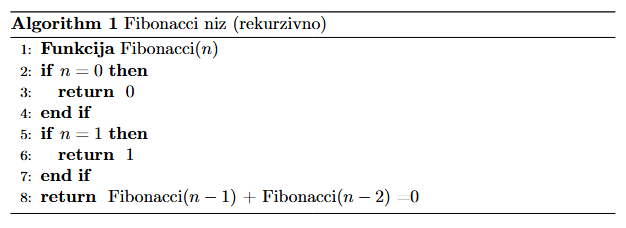 Algorithm 1 Fibonacci niz (rekurzivno)
1: Funkcija Fibonacci(n)
2: if n = 0 then
3: return 0
4: end if
5: if n = 1 then
6: return 1
7: end if
8: return Fibonacci(n − 1) + Fibonacci(n − 2) =0